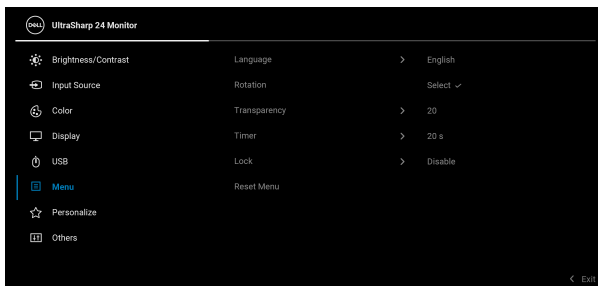 DELL UltraSharp 24 Monitor
Brightness/Contrast Language > English
Input Source Rotation Select ✓
Color Transparency > 20
Display Timer > 20 s
USB Lock > Disable
Menu Reset Menu
Personalize
Others
< Exit